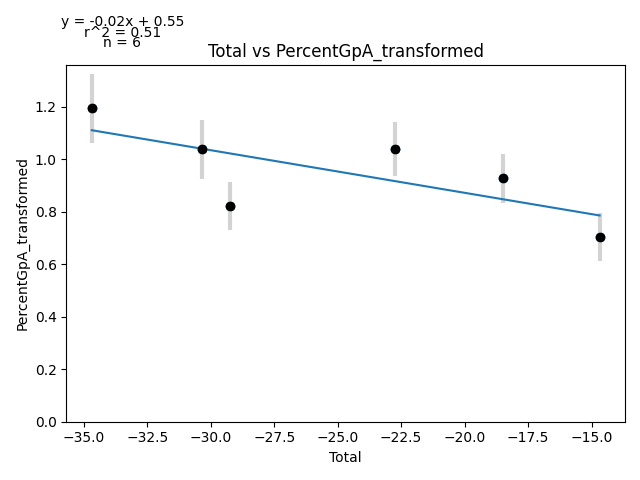 y = -0.02x + 0.55
r^2 = 0.51
n = 6
Total vs PercentGpA_transformed
PercentGpA_transformed
1.2
1.0
0.8
0.6
0.4
0.2
0.0
−35.0 −32.5 −30.0 −27.5 −25.0 −22.5 −20.0 −17.5 −15.0
Total